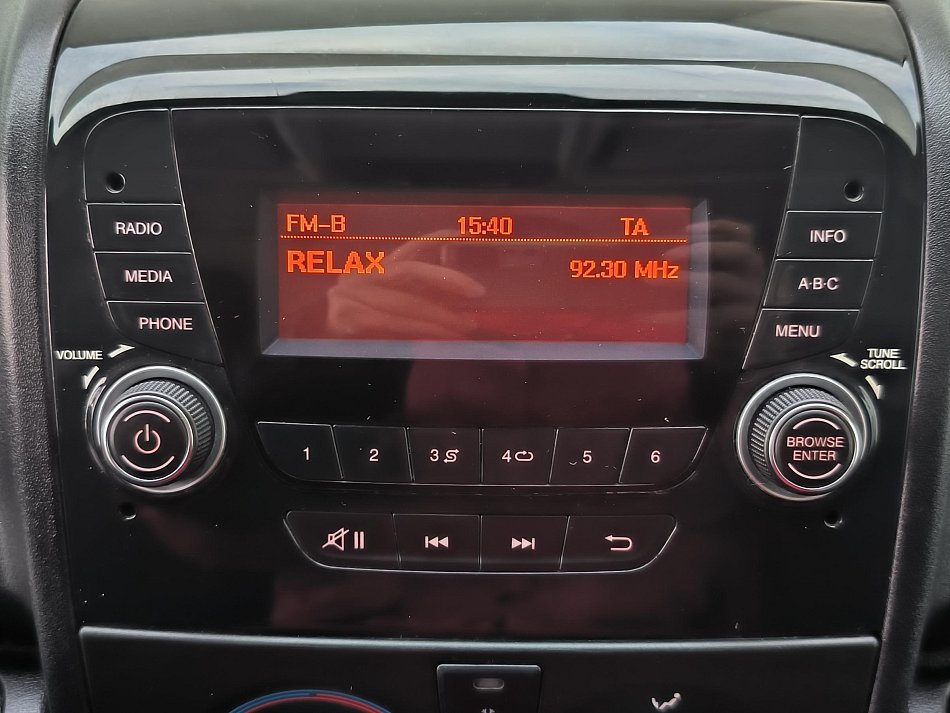 FM-B 15:40 TA
RELAX 92.30 MHz
RADIO
MEDIA
PHONE
INFO
A·B·C
MENU
VOLUME
TUNE
SCROLL
BROWSE
ENTER
1 2 3 4 5 6